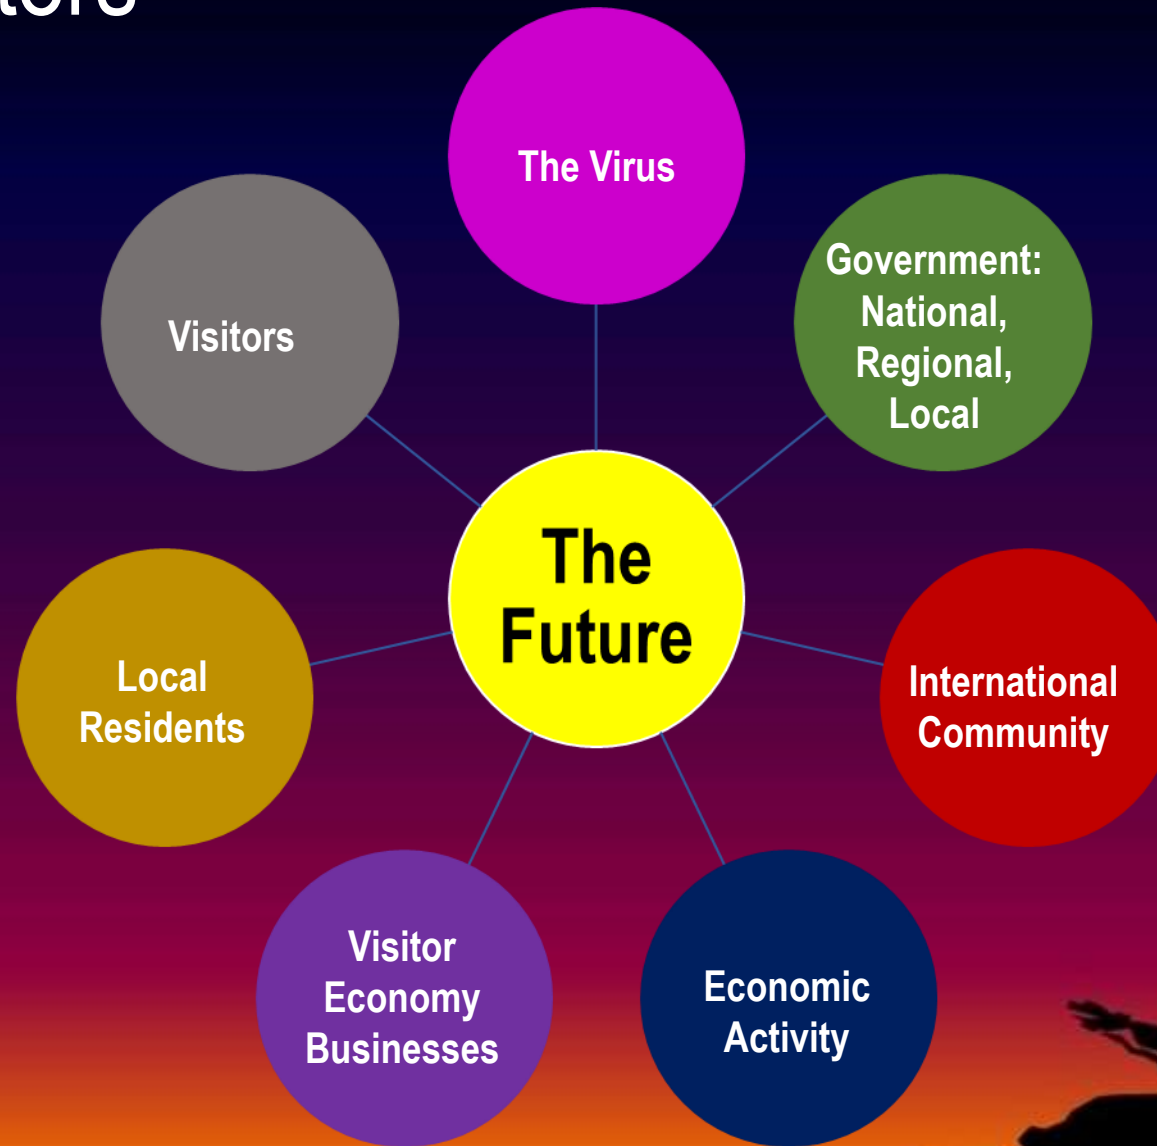 The Virus
Government:
National,
Regional,
Local
International
Community
Economic
Activity
Visitor
Economy
Businesses
Local
Residents
Visitors
The
Future